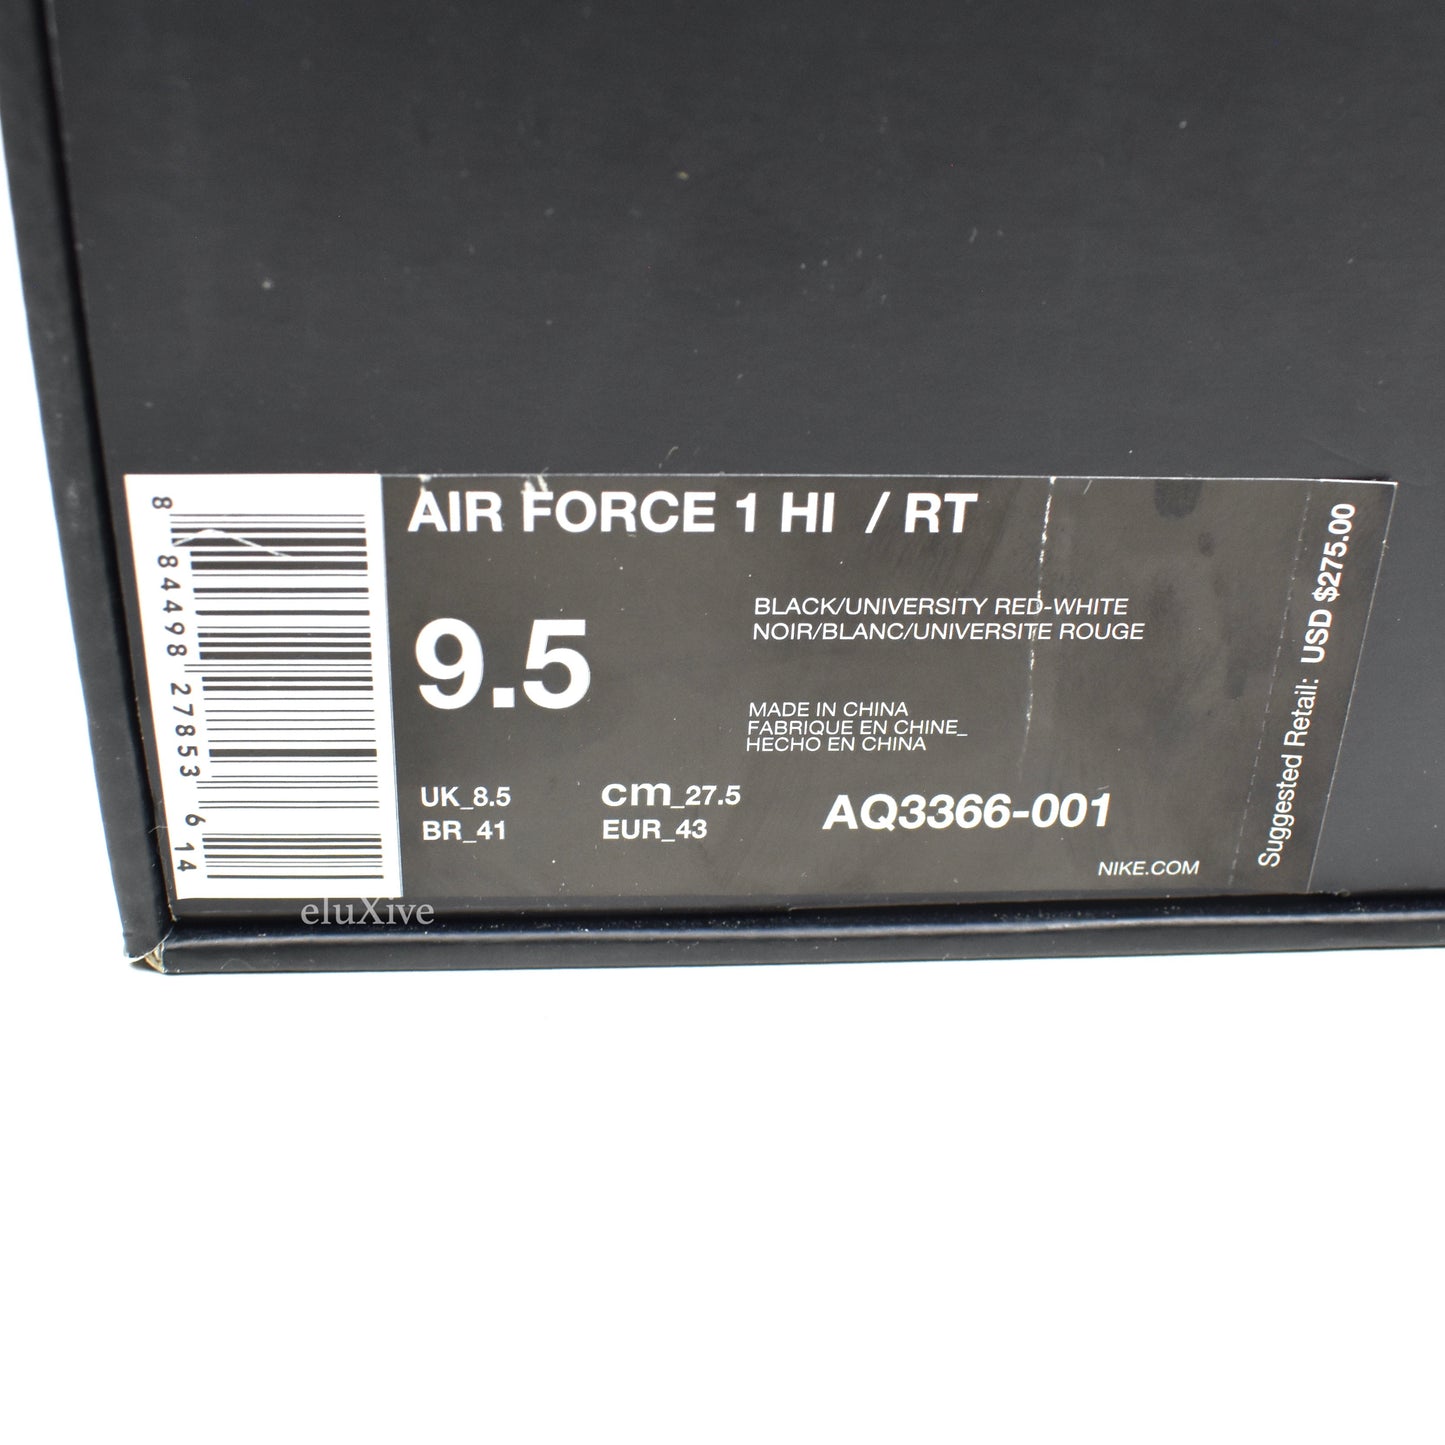 AIR FORCE 1 HI / RT
9.5
BLACK/UNIVERSITY RED-WHITE
NOIR/BLANC/UNIVERSITE ROUGE
MADE IN CHINA
FABRIQUE EN CHINE_
HECHO EN CHINA
UK_8.5 cm_27.5
BR_41 EUR_43
AQ3366-001
NIKE.COM
Suggested Retail: USD $275.00
8 84498 27853 6 14
eluXive